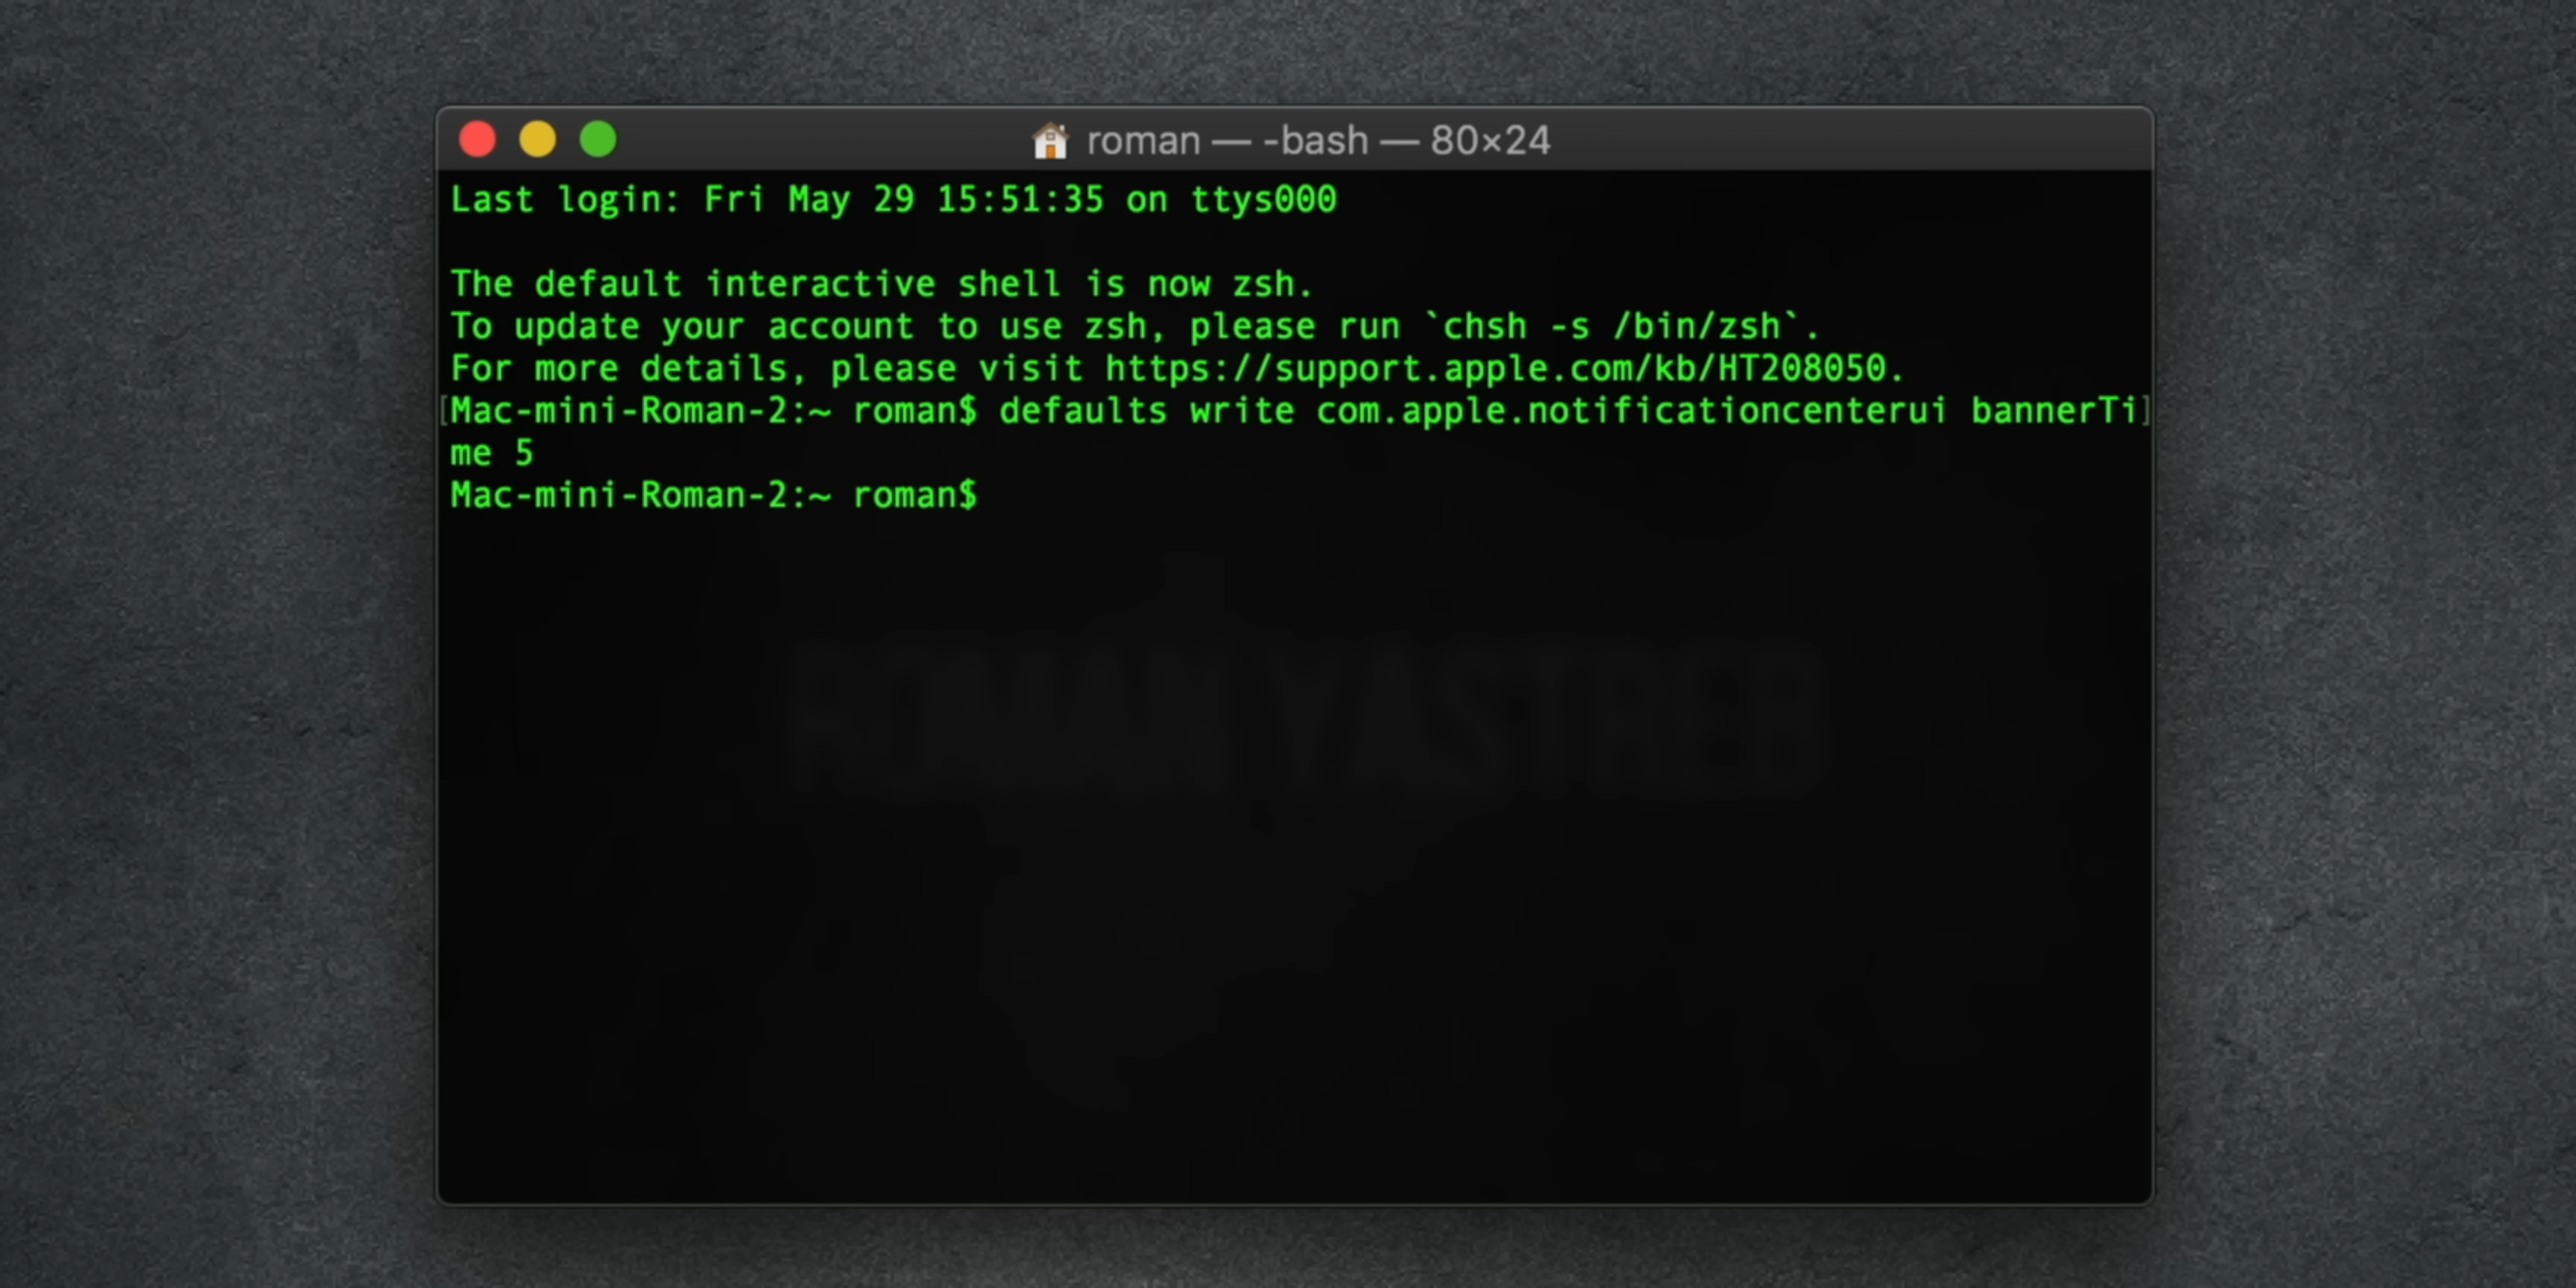 roman — -bash — 80×24
Last login: Fri May 29 15:51:35 on ttys000
The default interactive shell is now zsh.
To update your account to use zsh, please run `chsh -s /bin/zsh`.
For more details, please visit https://support.apple.com/kb/HT208050.
[Mac-mini-Roman-2:~ roman$ defaults write com.apple.notificationcenterui bannerTi]
me 5
Mac-mini-Roman-2:~ roman$
ROMAN YASTREB